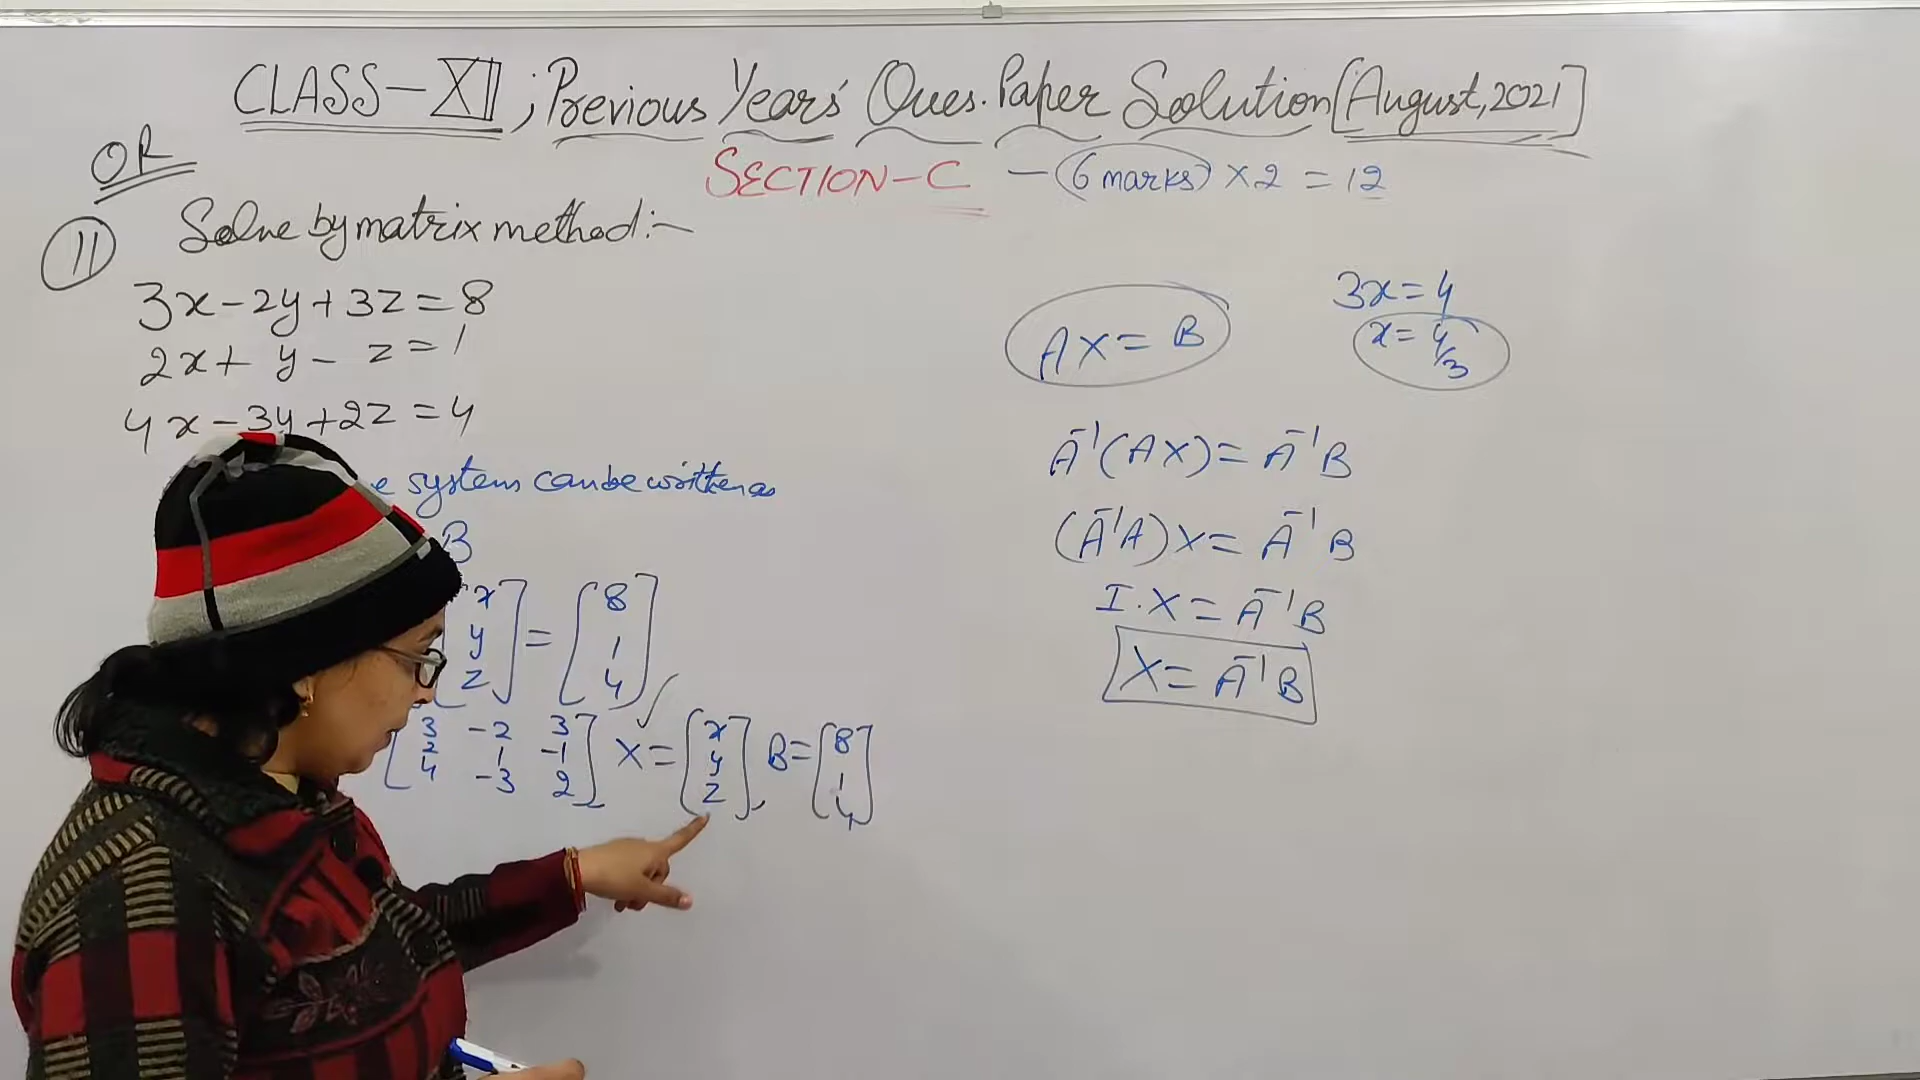 CLASS-XII; Previous Years' Ques. Paper Solution [August, 2021]
OR
SECTION-C - (6 marks) × 2 = 12
11 Solve by matrix method:-
3x - 2y + 3z = 8
2x + y - z = 1
4x - 3y + 2z = 4
system can be written as
B
[x y z] = [8 1 4]
[3 -2 3
2 1 -1
4 -3 2] X = [x y z], B = [8 1 4]
AX = B
3x = 4
x = 4/3
A⁻¹(AX) = A⁻¹B
(A⁻¹A)X = A⁻¹B
I.X = A⁻¹B
X = A⁻¹B